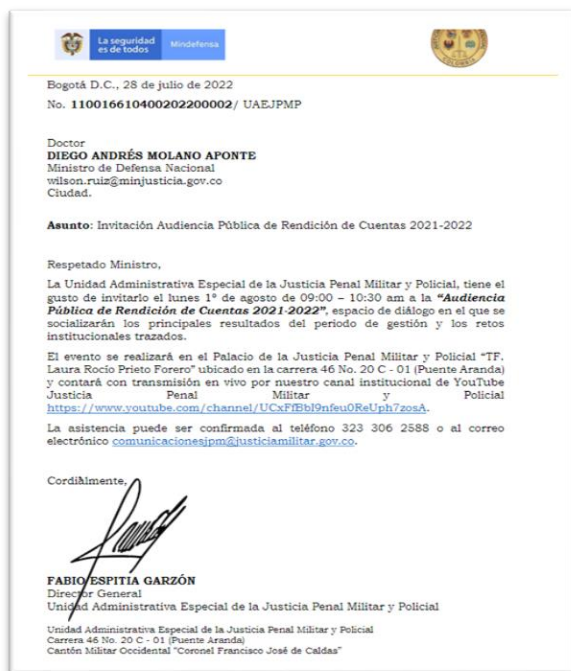 La seguridad
es de todos
Mindefensa
COLOMBIA
Bogotá D.C., 28 de julio de 2022
No. 110016610400202200002/ UAEJPMP
Doctor
DIEGO ANDRÉS MOLANO APONTE
Ministro de Defensa Nacional
wilson.ruiz@minjusticia.gov.co
Ciudad.
Asunto: Invitación Audiencia Pública de Rendición de Cuentas 2021-2022
Respetado Ministro,
La Unidad Administrativa Especial de la Justicia Penal Militar y Policial, tiene el
gusto de invitarlo el lunes 1º de agosto de 09:00 – 10:30 am a la “Audiencia
Pública de Rendición de Cuentas 2021-2022”, espacio de diálogo en el que se
socializarán los principales resultados del periodo de gestión y los retos
institucionales trazados.
El evento se realizará en el Palacio de la Justicia Penal Militar y Policial “TF.
Laura Rocío Prieto Forero” ubicado en la carrera 46 No. 20 C - 01 (Puente Aranda)
y contará con transmisión en vivo por nuestro canal institucional de YouTube
Justicia Penal Militar y Policial
https://www.youtube.com/channel/UCxFfBbI9nfeu0ReUph7zosA.
La asistencia puede ser confirmada al teléfono 323 306 2588 o al correo
electrónico comunicacionesjpm@justiciamilitar.gov.co.
Cordialmente,
FABIO ESPITIA GARZÓN
Director General
Unidad Administrativa Especial de la Justicia Penal Militar y Policial
Unidad Administrativa Especial de la Justicia Penal Militar y Policial
Carrera 46 No. 20 C - 01 (Puente Aranda)
Cantón Militar Occidental “Coronel Francisco José de Caldas”